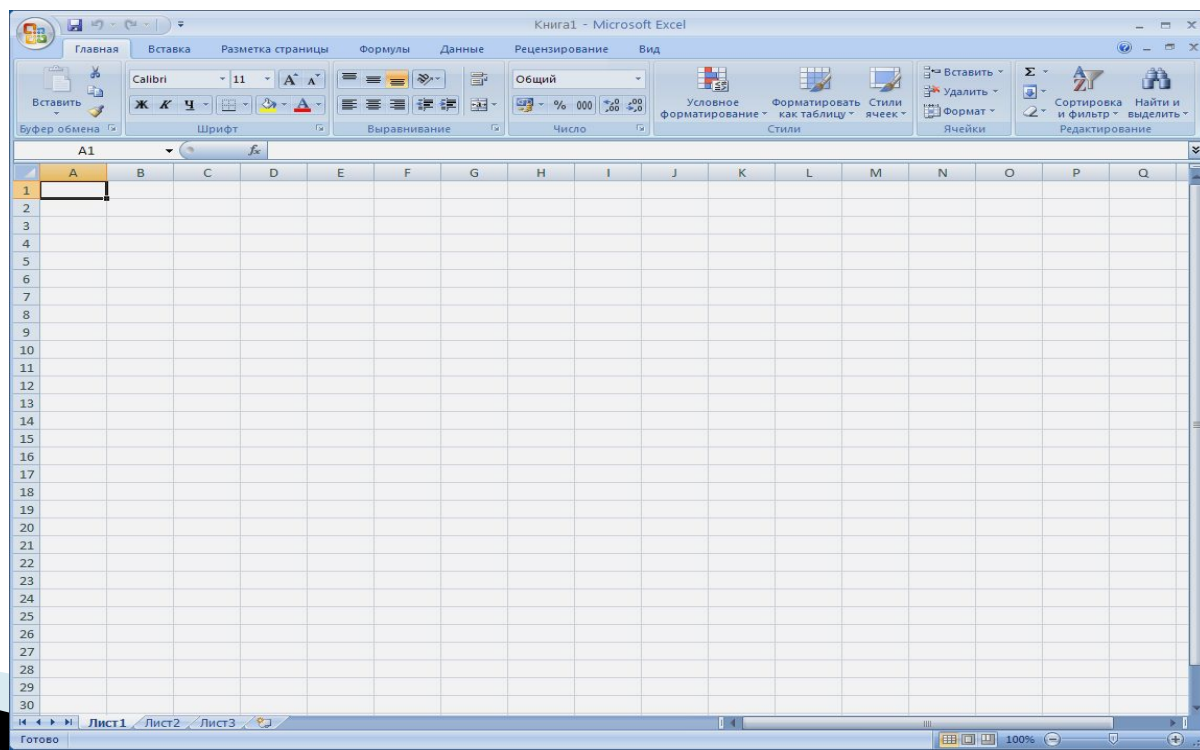 Книга1 - Microsoft Excel
Главная Вставка Разметка страницы Формулы Данные Рецензирование Вид
Вставить
Буфер обмена
Calibri 11
Ж К Ч
Шрифт
Выравнивание
Общий
% 000
Число
Условное форматирование
Форматировать как таблицу
Стили ячеек
Стили
Вставить
Удалить
Формат
Ячейки
Σ
Сортировка и фильтр
Найти и выделить
Редактирование
A1 fx
A B C D E F G H I J K L M N O P Q
1
2
3
4
5
6
7
8
9
10
11
12
13
14
15
16
17
18
19
20
21
22
23
24
25
26
27
28
29
30
Лист1 Лист2 Лист3
Готово 100%